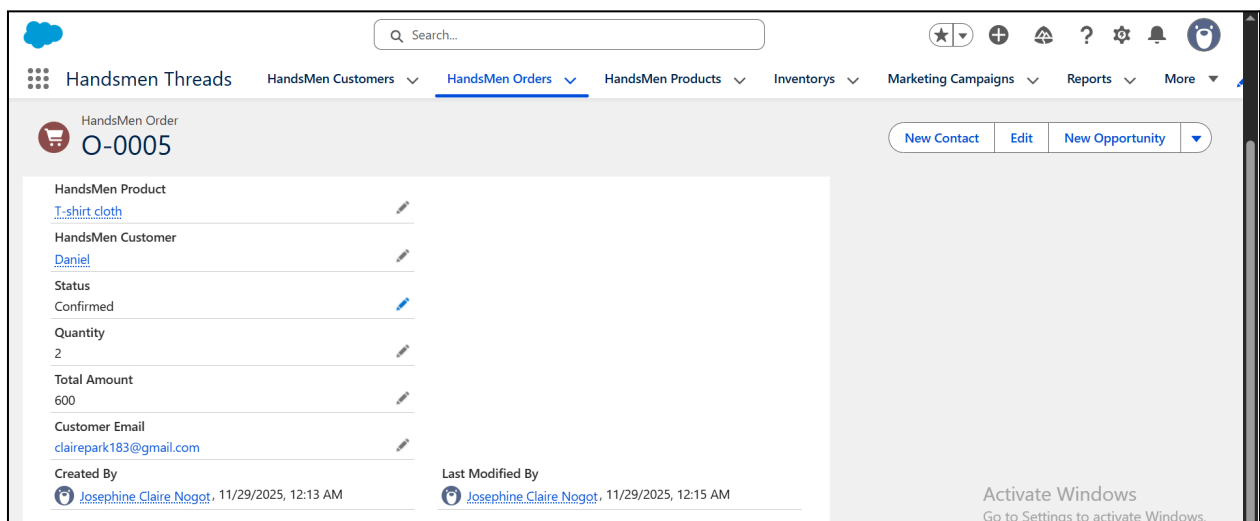 Search...
Handsmen Threads HandsMen Customers HandsMen Orders HandsMen Products Inventorys Marketing Campaigns Reports More
HandsMen Order
O-0005
New Contact Edit New Opportunity
HandsMen Product
T-shirt cloth
HandsMen Customer
Daniel
Status
Confirmed
Quantity
2
Total Amount
600
Customer Email
clairepark183@gmail.com
Created By Last Modified By
Josephine Claire Nogot, 11/29/2025, 12:13 AM Josephine Claire Nogot, 11/29/2025, 12:15 AM
Activate Windows
Go to Settings to activate Windows.